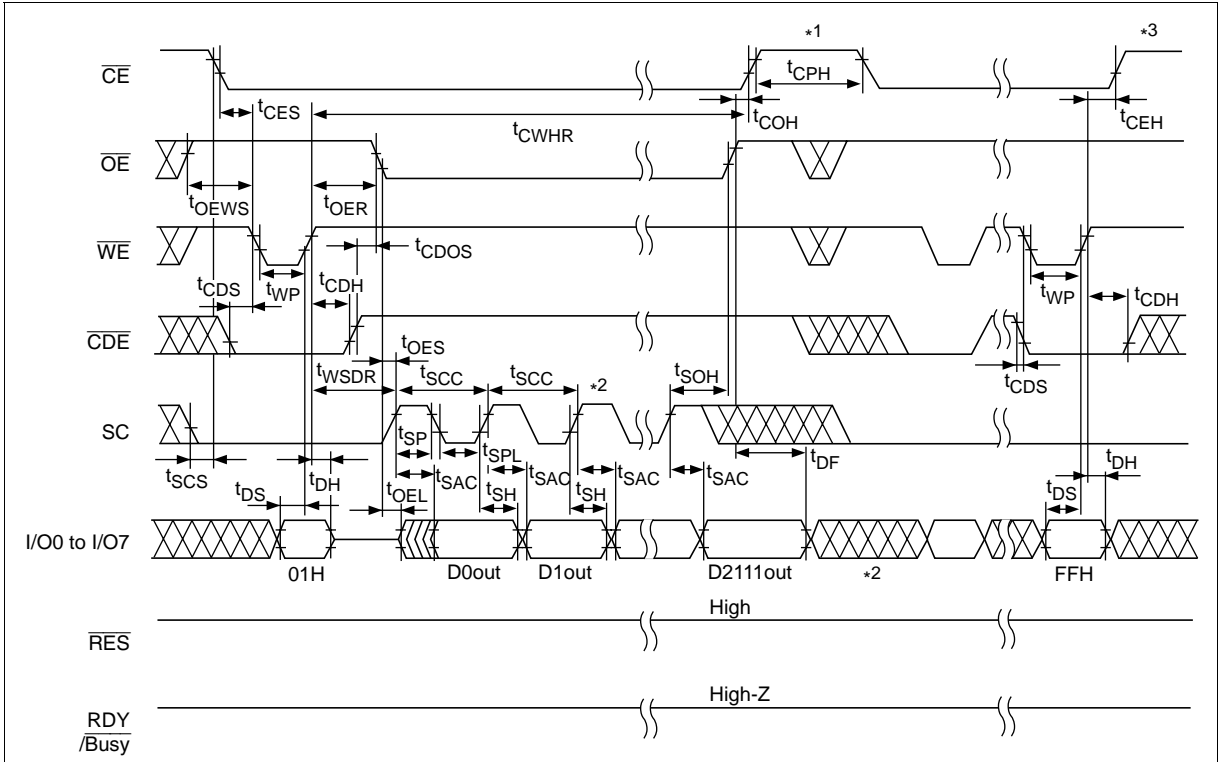 *1 *3
CE
tCPH
tCES tCOH tCEH
tCWHR
OE
tOEWS tOER
WE
tCDOS
tCDS tWP tCDH tWP tCDH
CDE
tOES
tWSDR tSCC tSCC *2 tSOH tCDS
SC
tSP tSPL
tSCS tDH tSAC tSAC tSAC tSAC tDF tDH
tDS tOEL tSH tSH tDS
I/O0 to I/O7
01H D0out D1out D2111out *2 FFH
High
RES
High-Z
RDY
/Busy